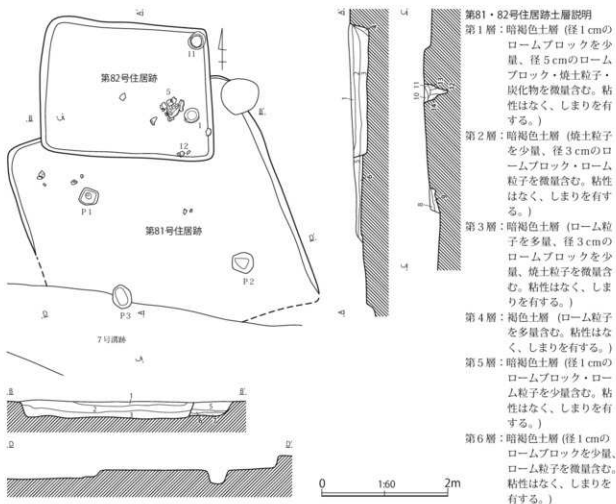 A
A'
11
4
第82号住居跡
5
B
C
B'
1
12
P1
第81号住居跡
D'
P2
D
P3
A'
7号溝跡
C'
B
B'
1
2
3
5
D
D'
0
1:60
2m
第81・82号住居跡土層説明
第1層：暗褐色土層（径1cmの
ロームブロックを少
量、径5cmのローム
ブロック・焼土粒子・
炭化物を微量含む。粘
性はなく、しまりを有
する。）
第2層：暗褐色土層（焼土粒子
を少量、径3cmのロ
ームブロック・ローム
粒子を微量含む。粘性
はなく、しまりを有す
る。）
第3層：暗褐色土層（ローム粒
子を多量、径3cmの
ロームブロックを少
量、焼土粒子を微量含
む。粘性はなく、しま
りを有する。）
第4層：褐色土層（ローム粒子
を多量含む。粘性はな
く、しまりを有する。）
第5層：暗褐色土層（径1cmの
ロームブロック・ロー
ム粒子を少量含む。粘
性はなく、しまりを有
する。）
第6層：暗褐色土層（径1cmの
ロームブロックを少量、
ローム粒子を微量含む。
粘性はなく、しまりを
有する。）